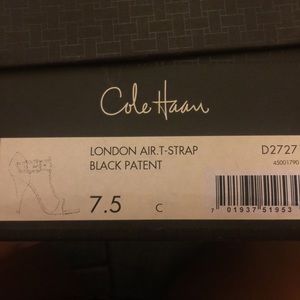 Cole Haan
LONDON AIR.T-STRAP D2727
BLACK PATENT 45001790
7.5 C
7 01937 51953